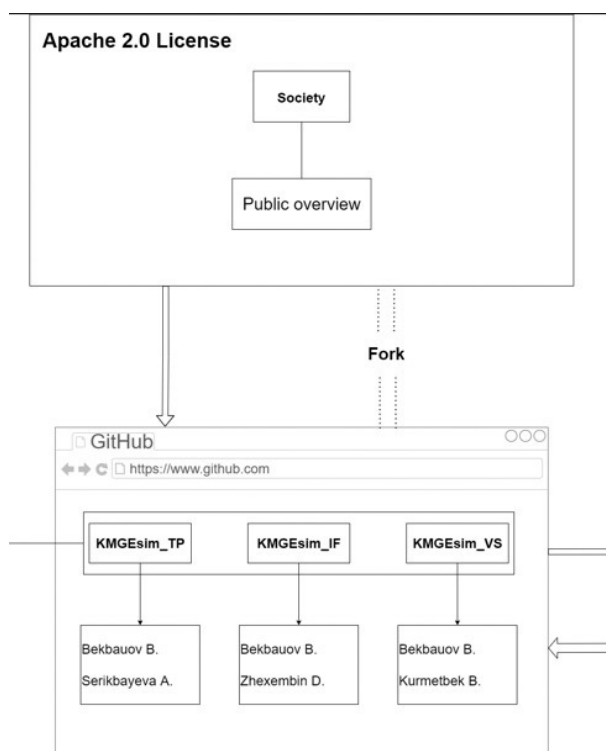 Apache 2.0 License
Society
Public overview
Fork
GitHub
https://www.github.com
KMGEsim_TP
KMGEsim_IF
KMGEsim_VS
Bekbauov B.
Serikbayeva A.
Bekbauov B.
Zhexembin D.
Bekbauov B.
Kurmetbek B.